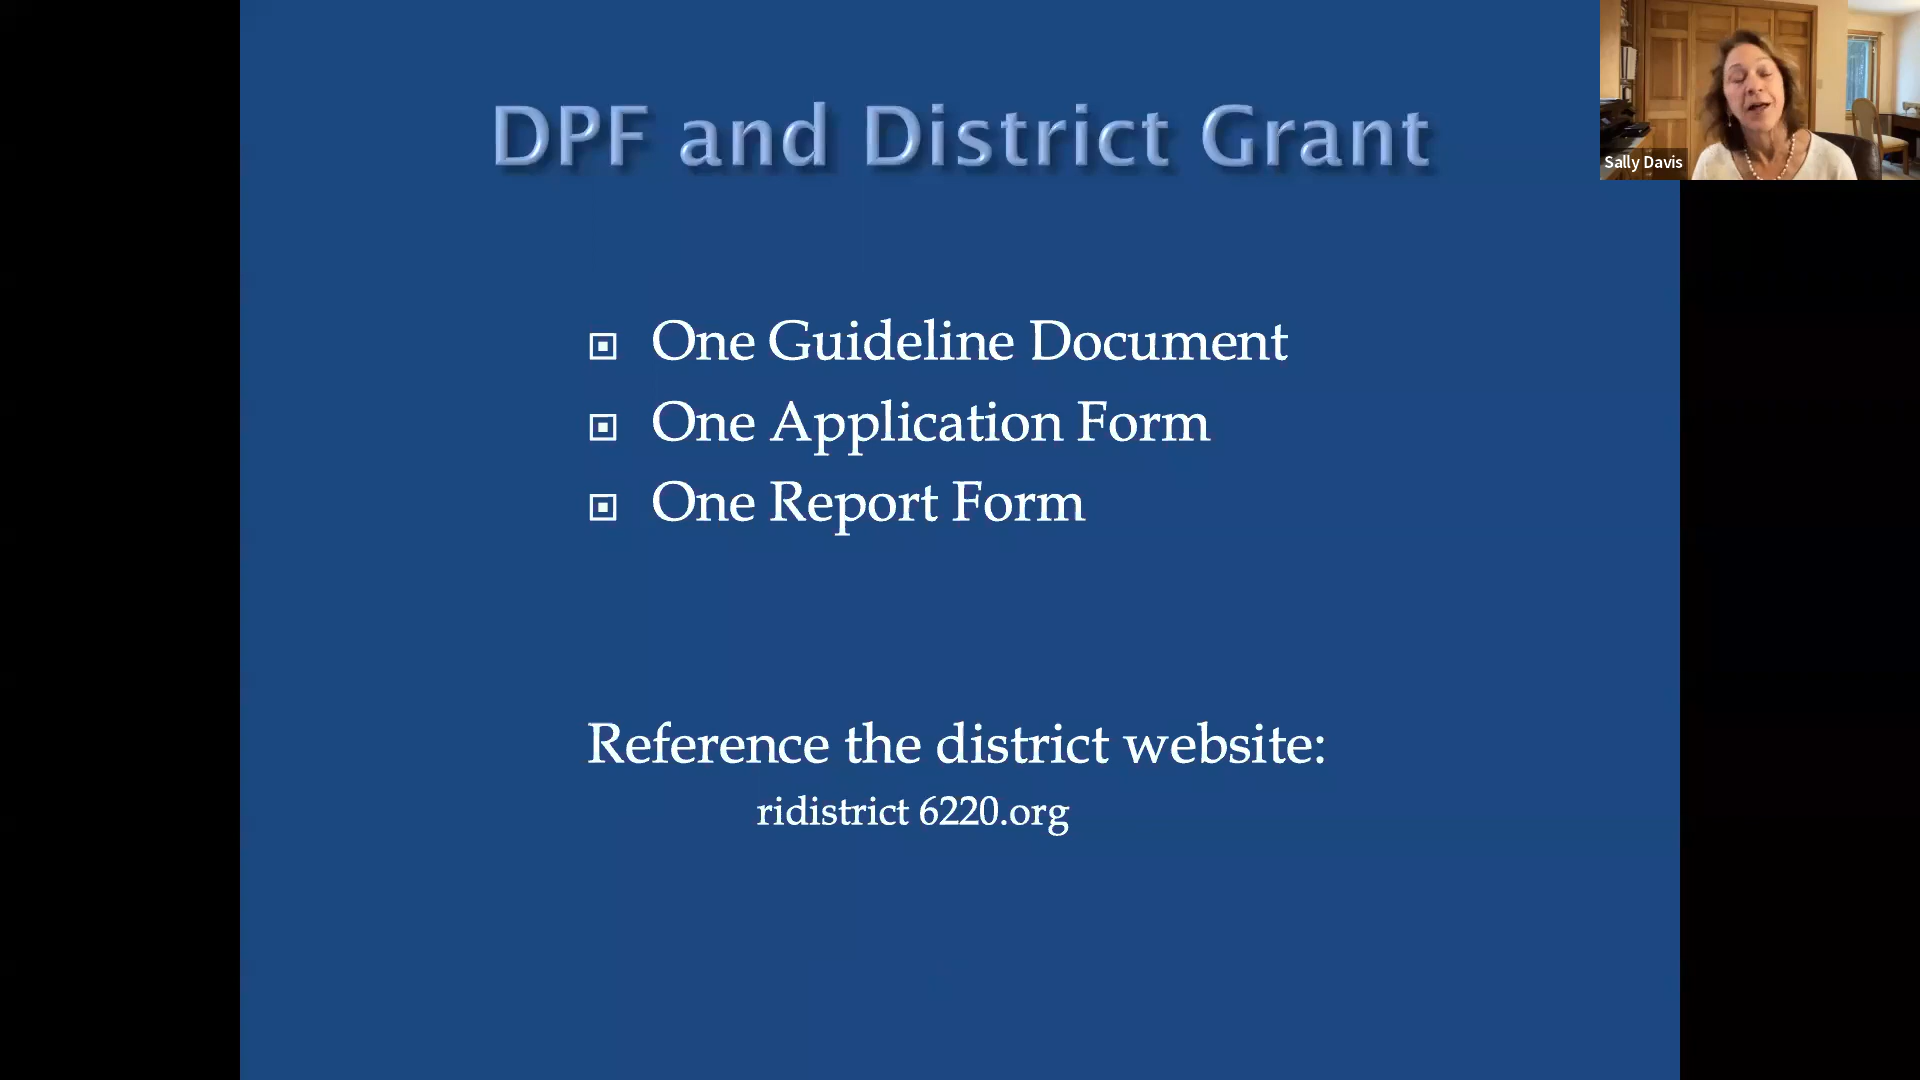 DPF and District Grant
Sally Davis
One Guideline Document
One Application Form
One Report Form
Reference the district website:
ridistrict 6220.org